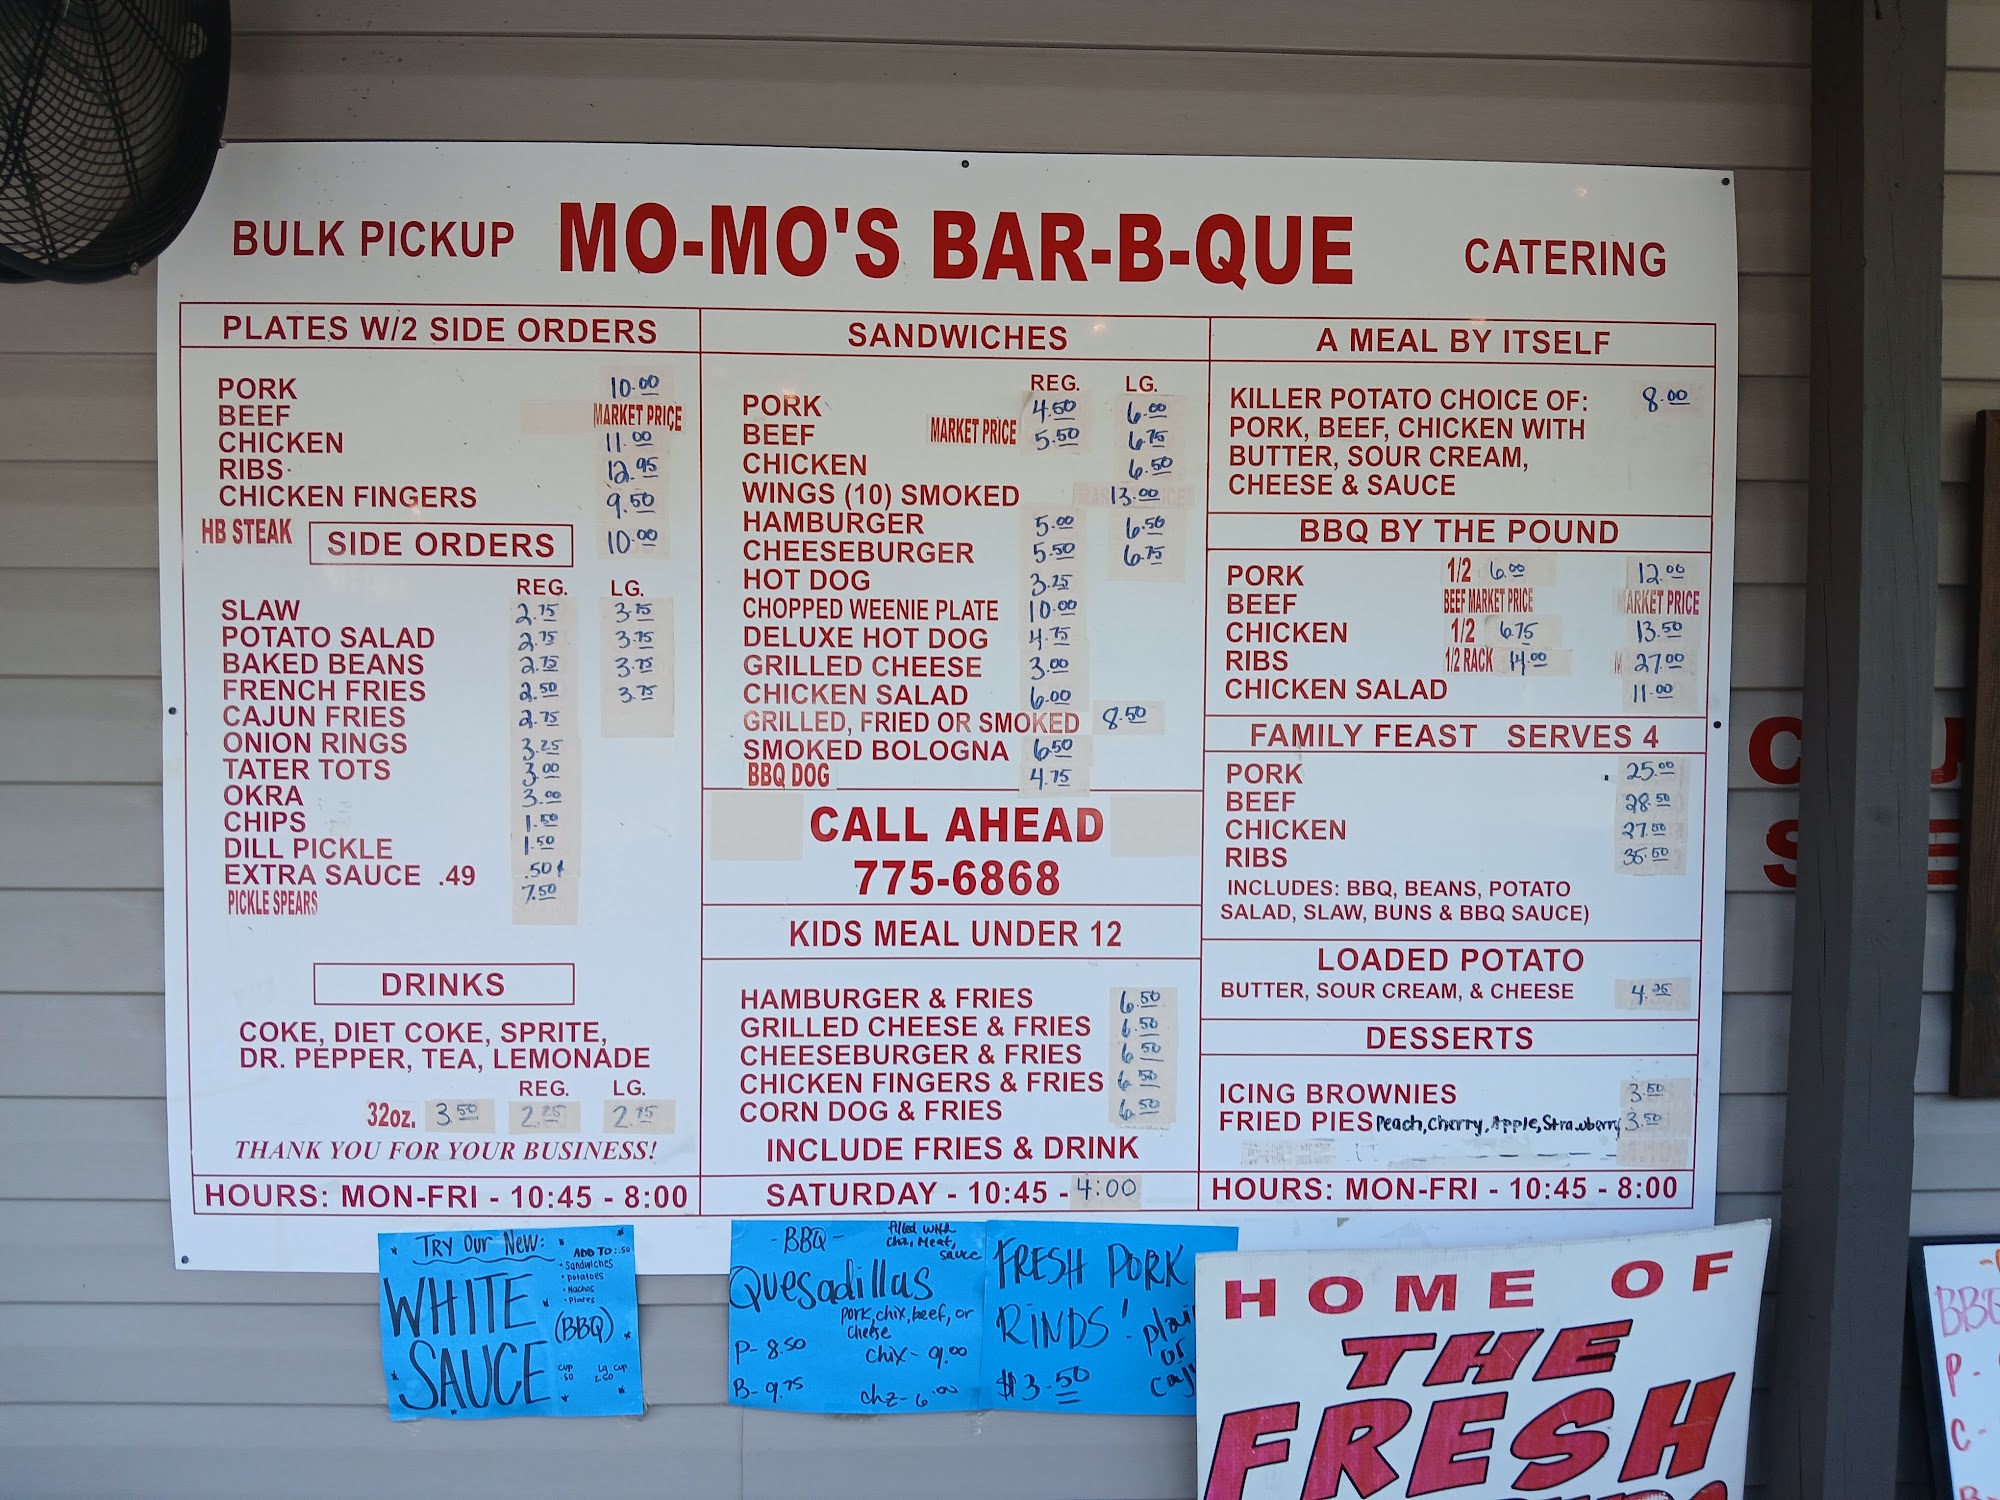 BULK PICKUP MO-MO'S BAR-B-QUE CATERING
PLATES W/2 SIDE ORDERS
PORK 10.00
BEEF MARKET PRICE
CHICKEN 11.00
RIBS 12.95
CHICKEN FINGERS 9.50
HB STEAK 10.00
SIDE ORDERS
REG. LG.
SLAW 2.75 3.75
POTATO SALAD 2.75 3.75
BAKED BEANS 2.75 3.75
FRENCH FRIES 2.50 3.75
CAJUN FRIES 2.75
ONION RINGS 3.25
TATER TOTS 3.00
OKRA 3.00
CHIPS 1.50
DILL PICKLE 1.50
EXTRA SAUCE .49 .50¢
PICKLE SPEARS 7.50
DRINKS
COKE, DIET COKE, SPRITE,
DR. PEPPER, TEA, LEMONADE
REG. LG.
32oz. 3.50 2.25 2.75
THANK YOU FOR YOUR BUSINESS!
HOURS: MON-FRI - 10:45 - 8:00
SANDWICHES
REG. LG.
PORK 4.50 6.00
BEEF MARKET PRICE 5.50 6.75
CHICKEN 6.50
WINGS (10) SMOKED 13.00
HAMBURGER 5.00 6.50
CHEESEBURGER 5.50 6.75
HOT DOG 3.25
CHOPPED WEENIE PLATE 10.00
DELUXE HOT DOG 4.75
GRILLED CHEESE 3.00
CHICKEN SALAD 6.00
GRILLED, FRIED OR SMOKED 8.50
SMOKED BOLOGNA 6.50
BBQ DOG 4.75
CALL AHEAD
775-6868
KIDS MEAL UNDER 12
HAMBURGER & FRIES 6.50
GRILLED CHEESE & FRIES 6.50
CHEESEBURGER & FRIES 6.50
CHICKEN FINGERS & FRIES 6.50
CORN DOG & FRIES 6.50
INCLUDE FRIES & DRINK
SATURDAY - 10:45 - 4:00
A MEAL BY ITSELF
KILLER POTATO CHOICE OF: 8.00
PORK, BEEF, CHICKEN WITH
BUTTER, SOUR CREAM,
CHEESE & SAUCE
BBQ BY THE POUND
PORK 1/2 6.00 12.00
BEEF BEEF MARKET PRICE MARKET PRICE
CHICKEN 1/2 6.75 13.50
RIBS 1/2 RACK 14.00 27.00
CHICKEN SALAD 11.00
FAMILY FEAST SERVES 4
PORK 25.00
BEEF 28.50
CHICKEN 27.50
RIBS 36.50
INCLUDES: BBQ, BEANS, POTATO
SALAD, SLAW, BUNS & BBQ SAUCE)
LOADED POTATO
BUTTER, SOUR CREAM, & CHEESE 4.25
DESSERTS
ICING BROWNIES 3.50
FRIED PIES Peach, Cherry, Apple, Strawberry 3.50
HOURS: MON-FRI - 10:45 - 8:00
TRY OUR NEW:
WHITE
SAUCE
ADD TO: .50
• Sandwiches
• potatoes
• Nachos
• Plates
(BBQ)
CUP .50
Lg cup
-BBQ-
filled with
chz, Meat,
sauce
Quesadillas
Pork, chix, beef, or
cheese
P- 8.50 chix- 9.00
B- 9.75 chz- 6.00
FRESH PORK
RINDS!
$3.50
or
HOME OF
THE
FRESH
BBQ
P-
C-